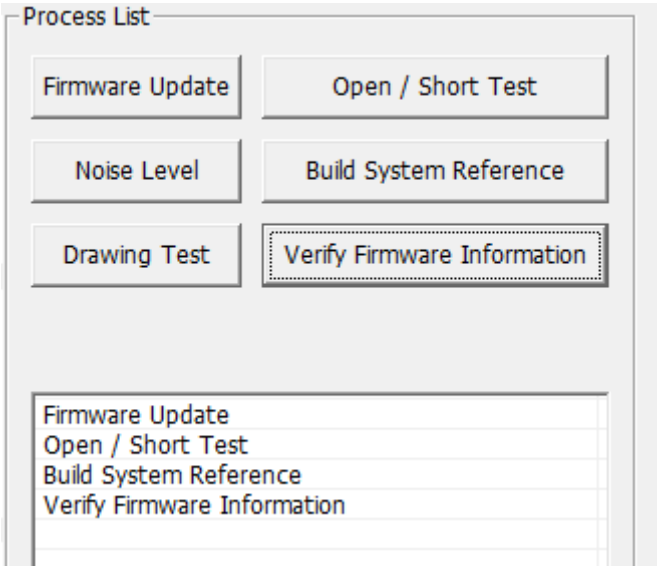 Process List
Firmware Update
Open / Short Test
Noise Level
Build System Reference
Drawing Test
Verify Firmware Information
Firmware Update
Open / Short Test
Build System Reference
Verify Firmware Information